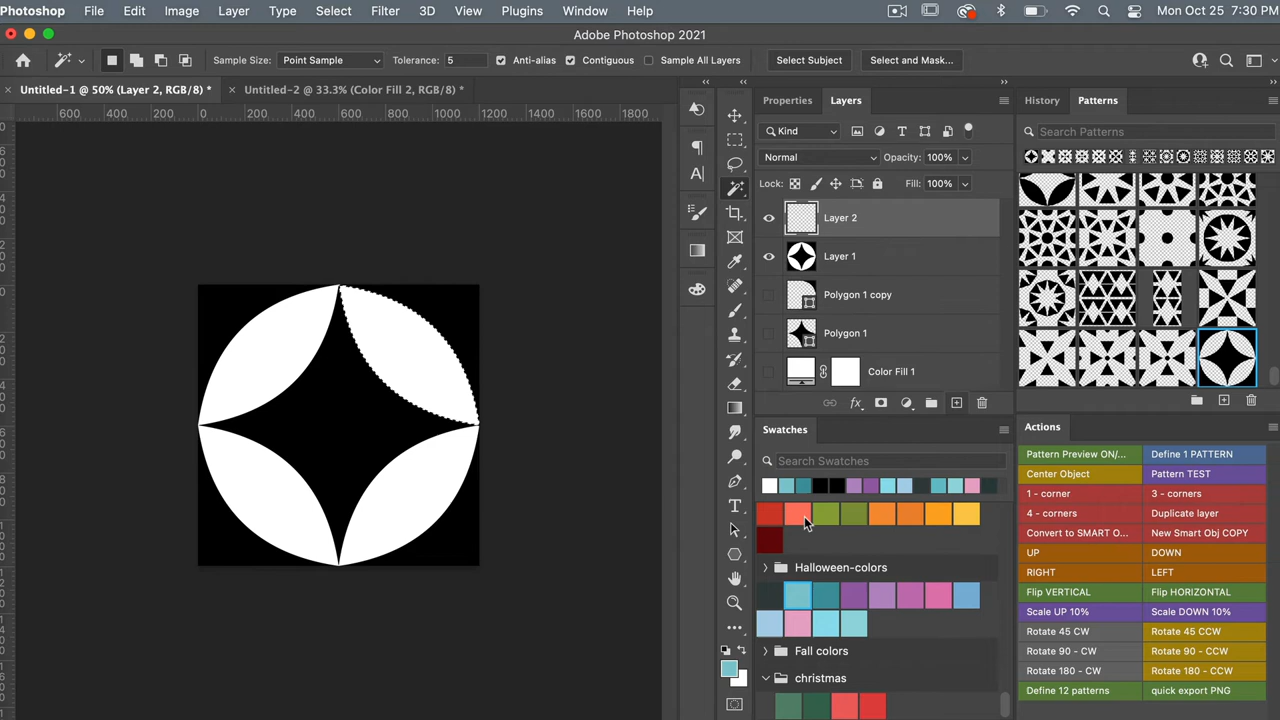 Photoshop File Edit Image Layer Type Select Filter 3D View Plugins Window Help Mon Oct 25 7:30 PM
Adobe Photoshop 2021
Sample Size: Point Sample Tolerance: 5 Anti-alias Contiguous Sample All Layers Select Subject Select and Mask...
Untitled-1 @ 50% (Layer 2, RGB/8) * Untitled-2 @ 33.3% (Color Fill 2, RGB/8) *
600 400 200 0 200 400 600 800 1000 1200 1400 1600 1800
Properties Layers
Kind
Normal Opacity: 100%
Lock: Fill: 100%
Layer 2
Layer 1
Polygon 1 copy
Polygon 1
Color Fill 1
fx
Swatches
Search Swatches
Halloween-colors
Fall colors
christmas
History Patterns
Search Patterns
Actions
Pattern Preview ON/... Define 1 PATTERN
Center Object Pattern TEST
1 - corner 3 - corners
4 - corners Duplicate layer
Convert to SMART O... New Smart Obj COPY
UP DOWN
RIGHT LEFT
Flip VERTICAL Flip HORIZONTAL
Scale UP 10% Scale DOWN 10%
Rotate 45 CW Rotate 45 CCW
Rotate 90 - CW Rotate 90 - CCW
Rotate 180 - CW Rotate 180 - CCW
Define 12 patterns quick export PNG